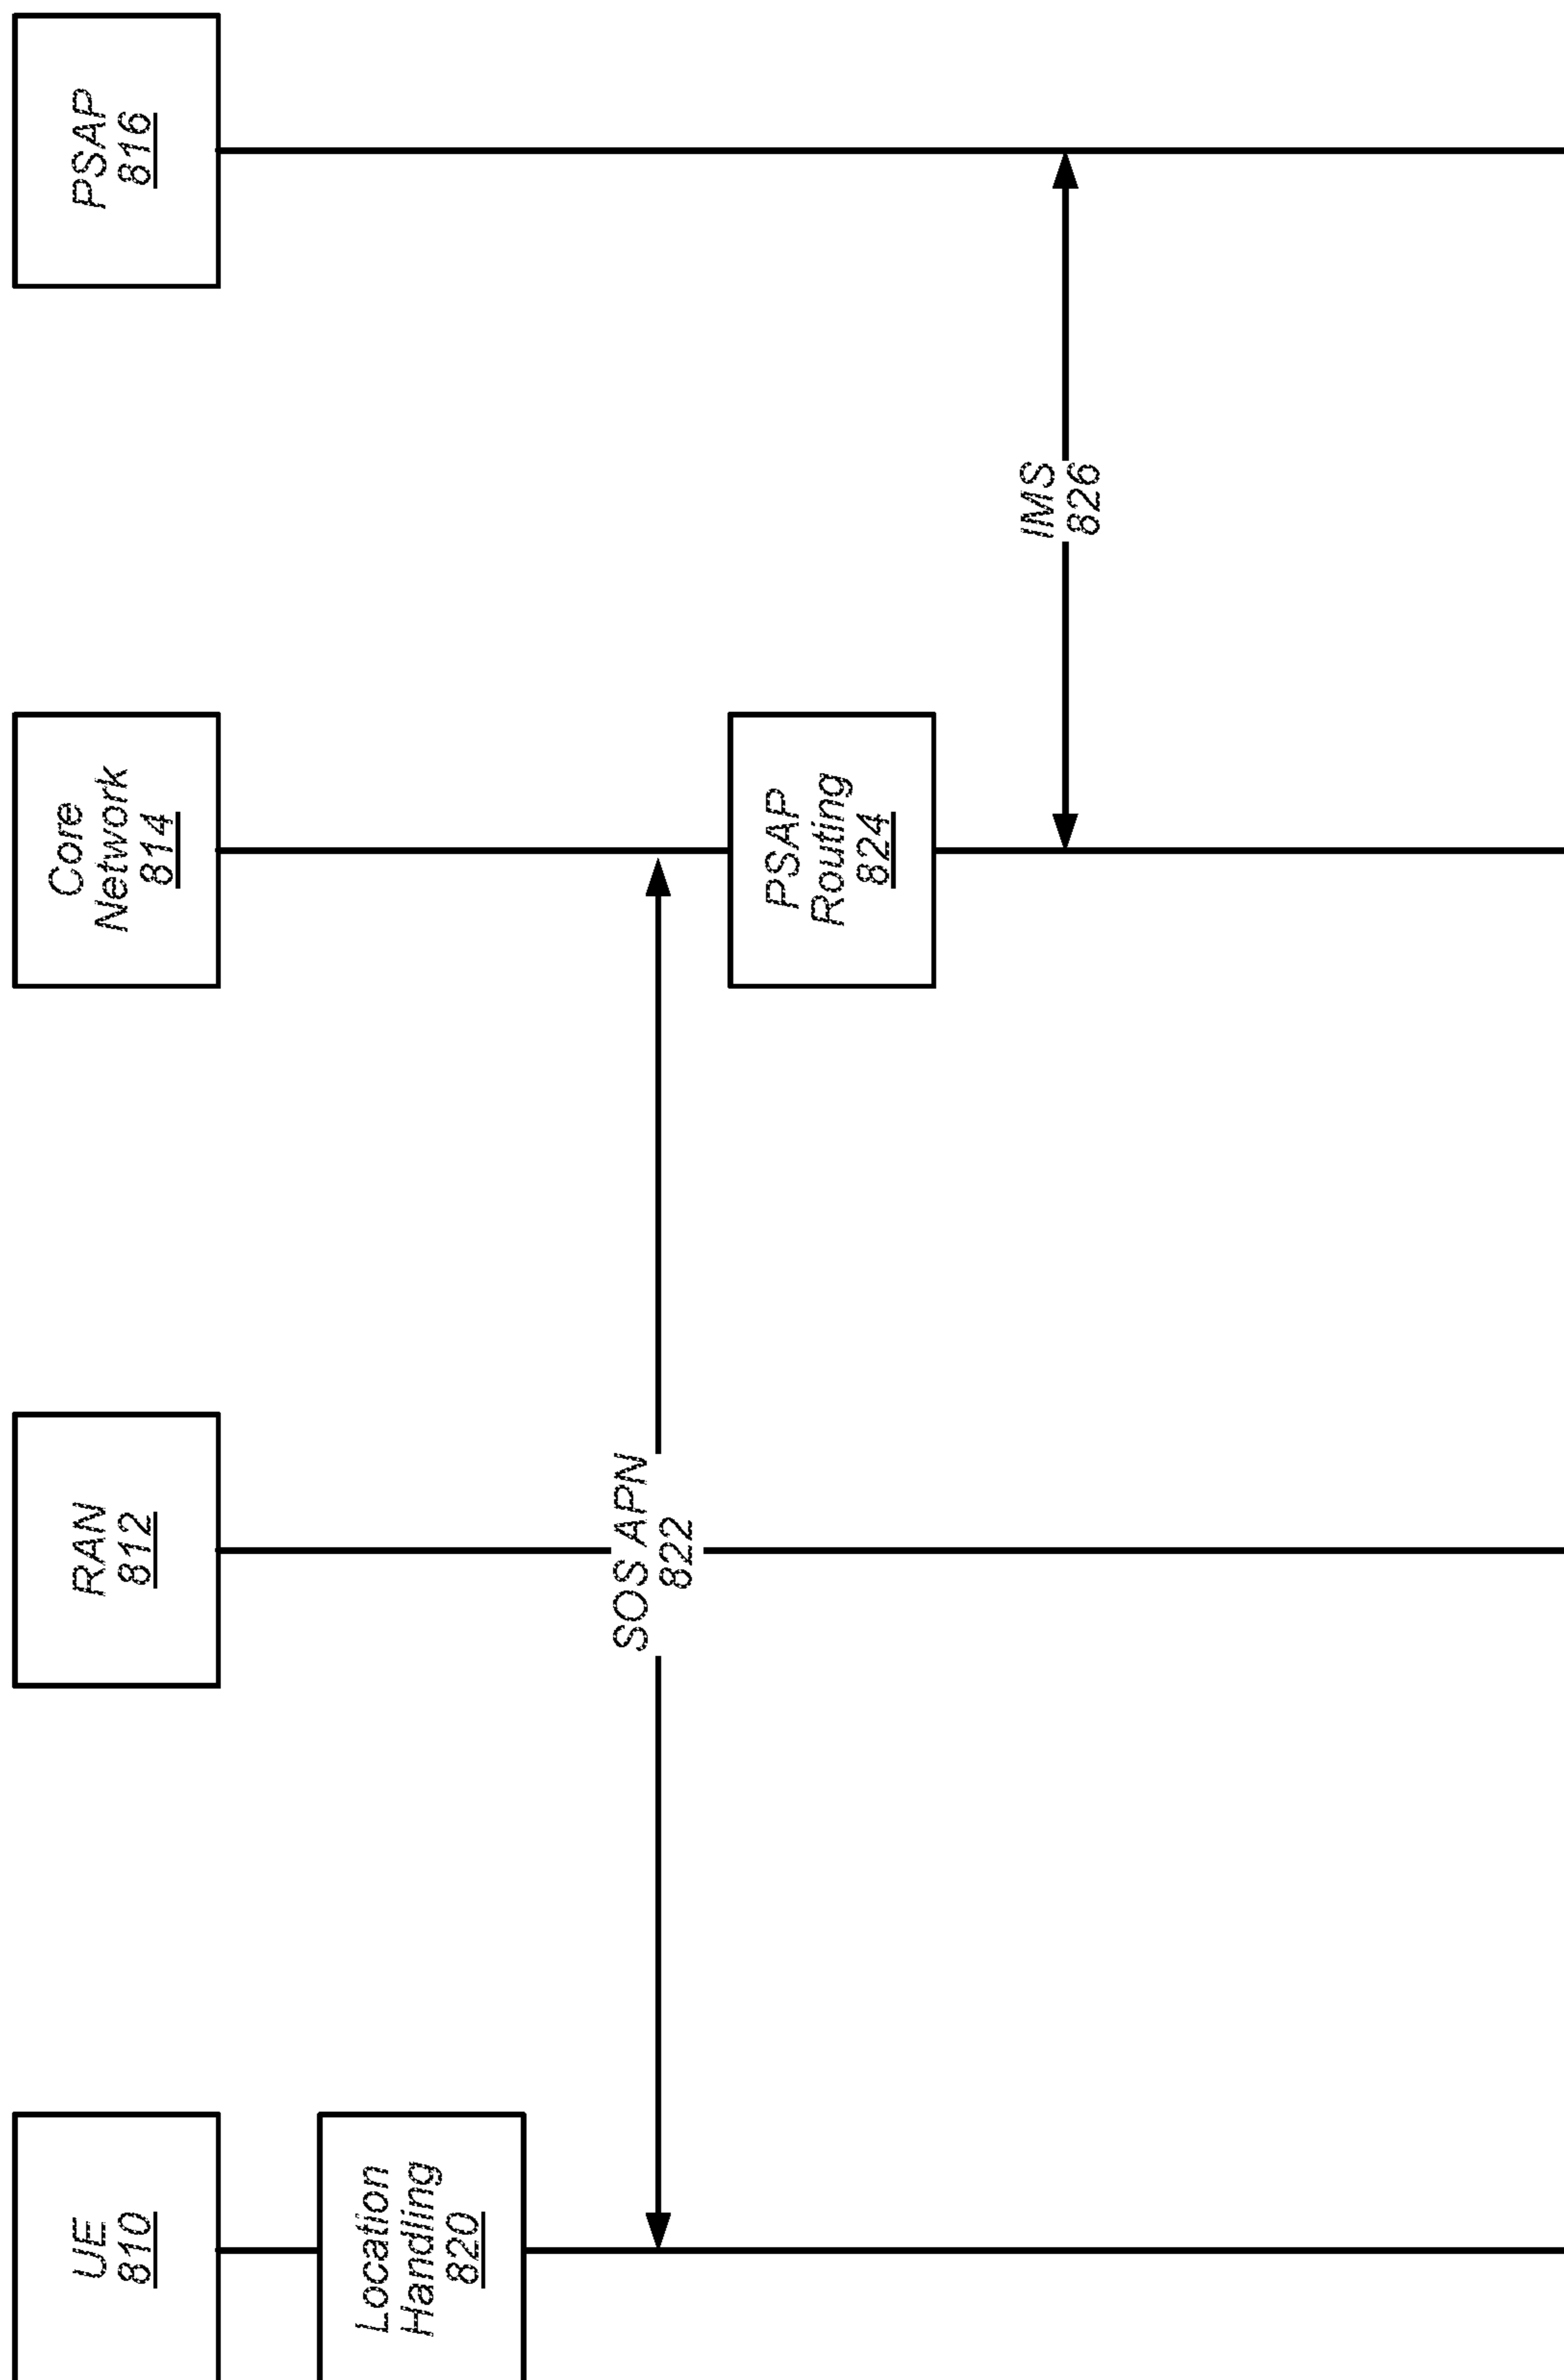 UE
810
RAN
812
Core
Network
814
PSAP
816
Location
Handling
820
SOS APN
822
PSAP
Routing
824
IMS
826